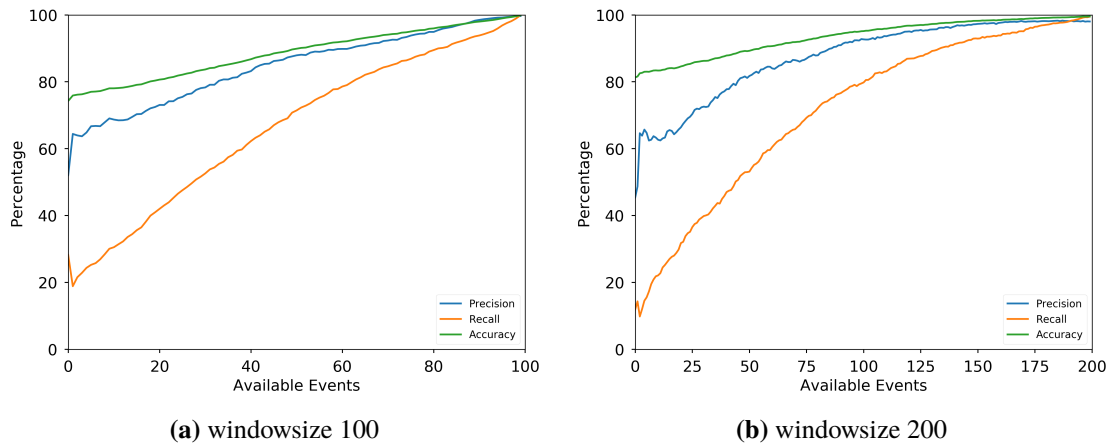 100
80
60
40
20
0
Percentage
0 20 40 60 80 100
Available Events
Precision
Recall
Accuracy
(a) windowsize 100
100
80
60
40
20
0
Percentage
0 25 50 75 100 125 150 175 200
Available Events
Precision
Recall
Accuracy
(b) windowsize 200